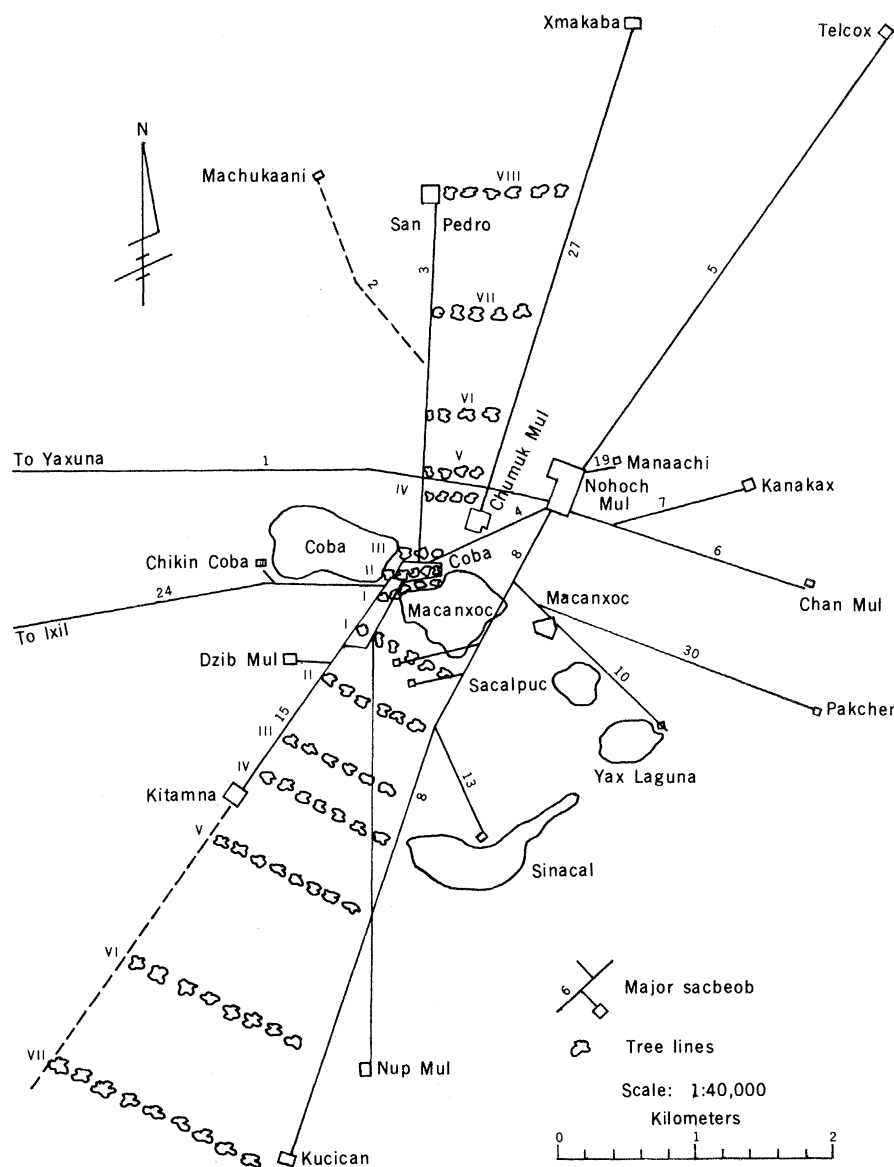 Xmakaba
Telcox
N
Machukaani
VIII
San Pedro
27
3
5
2
VII
VI
Chumuk Mul
To Yaxuna
1
V
19
Manaachi
Nohoch
Mul
Kanakax
IV
4
7
Coba
III
Coba
8
6
Chikin Coba
II
Chan Mul
24
I
Macanxoc
Macanxoc
To Ixil
I
30
Dzib Mul
10
II
Sacalpuc
Pakchen
15
III
Yax Laguna
IV
13
Kitamna
8
V
Sinacal
VI
6
Major sacbeob
Tree lines
VII
Nup Mul
Scale: 1:40,000
Kilometers
0 1 2
Kucican